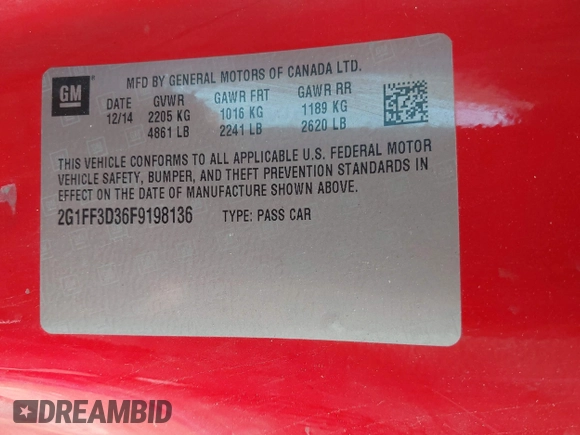 GM
MFD BY GENERAL MOTORS OF CANADA LTD.
DATE GVWR GAWR FRT GAWR RR
12/14 2205 KG 1016 KG 1189 KG
4861 LB 2241 LB 2620 LB
THIS VEHICLE CONFORMS TO ALL APPLICABLE U.S. FEDERAL MOTOR
VEHICLE SAFETY, BUMPER, AND THEFT PREVENTION STANDARDS IN
EFFECT ON THE DATE OF MANUFACTURE SHOWN ABOVE.
2G1FF3D36F9198136 TYPE: PASS CAR
DREAMBID